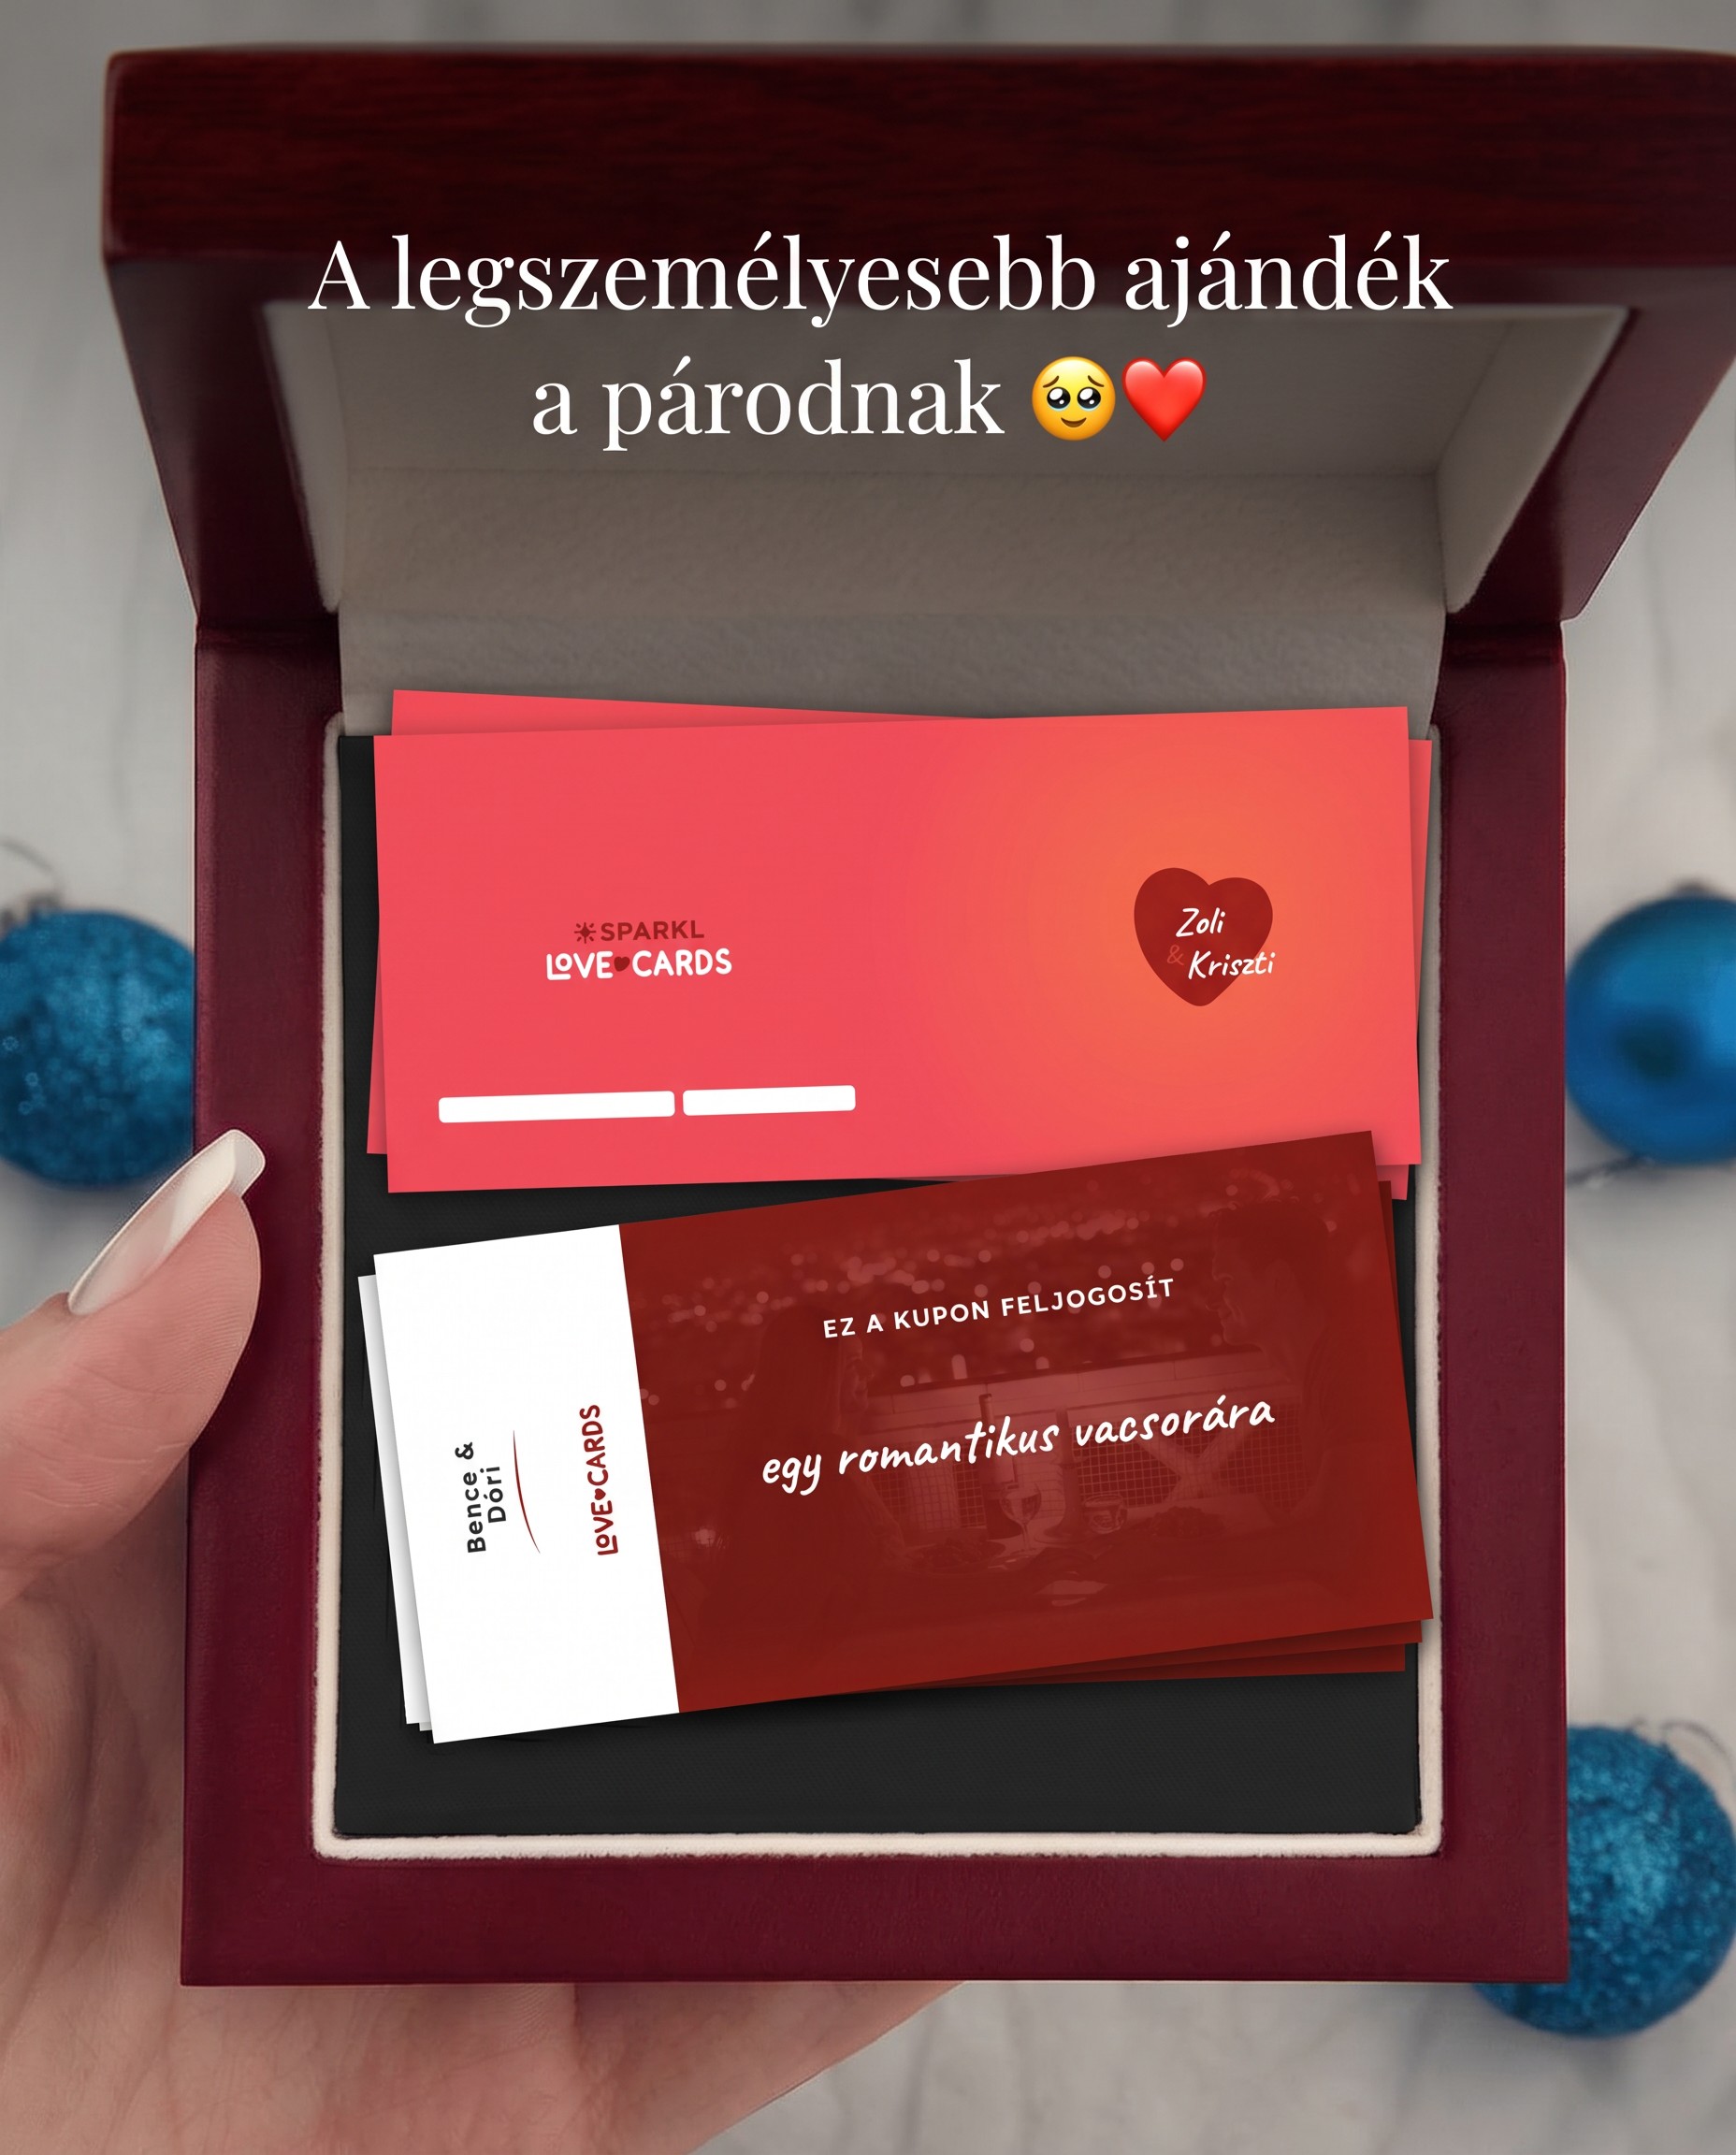 A legszemélyesebb ajándék
a párodnak 🥹❤️
SPARKL
LOVE CARDS
Zoli
& Kriszti
EZ A KUPON FELJOGOSÍT
egy romantikus vacsorára
Bence &
Dóri
LOVE CARDS